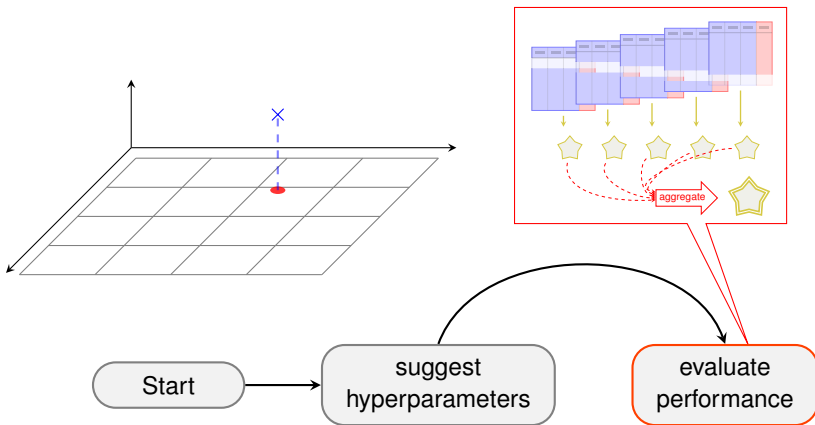 aggregate
Start
suggest
hyperparameters
evaluate
performance